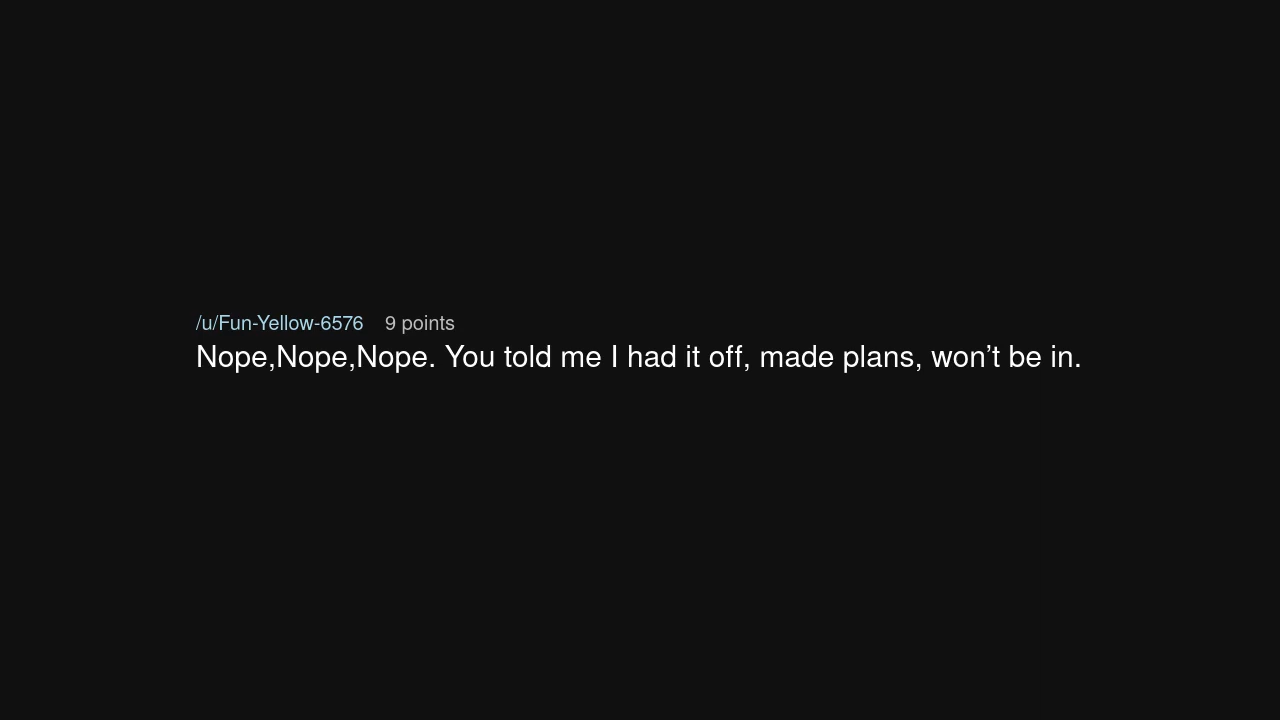 /u/Fun-Yellow-6576 9 points
Nope,Nope,Nope. You told me I had it off, made plans, won’t be in.